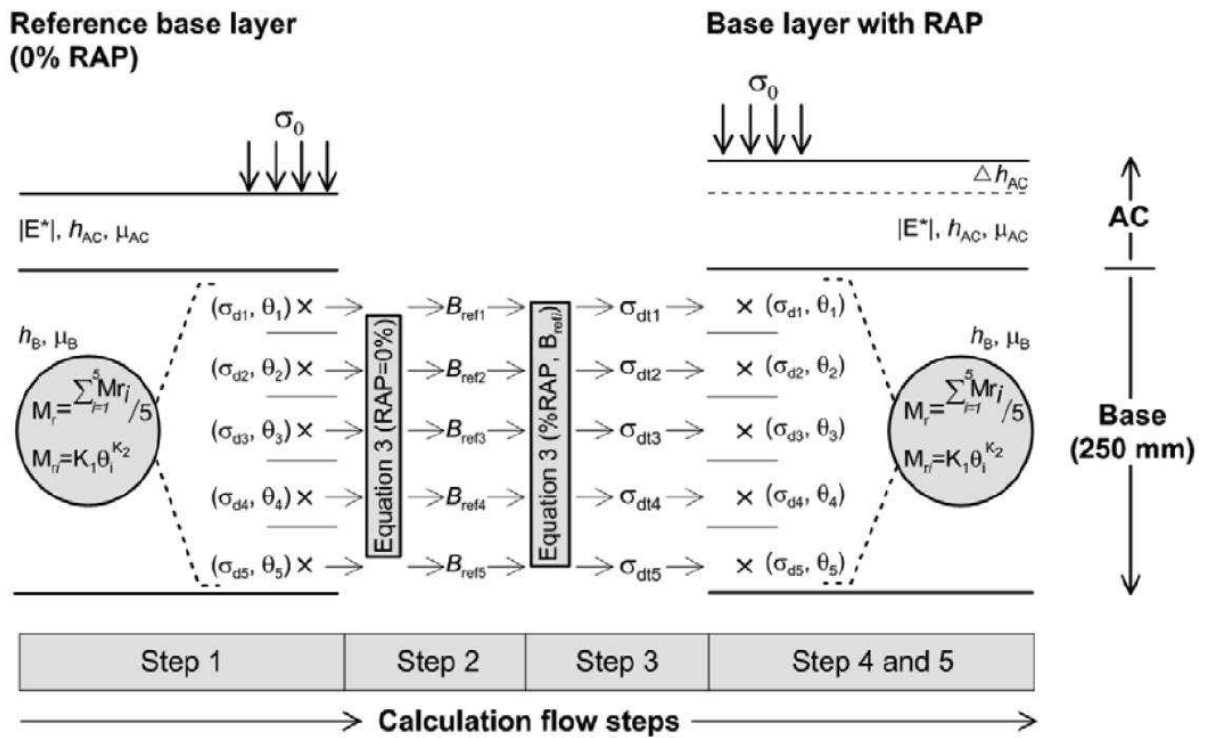 Reference base layer
(0% RAP)
Base layer with RAP
σ0
σ0
ΔhAC
|E*|, hAC, μAC
|E*|, hAC, μAC
AC
(σd1, θ1) × Bref1 σdt1 × (σd1, θ1)
hB, μB
hB, μB
(σd2, θ2) × Bref2 σdt2 × (σd2, θ2)
Mr=∑5i=1Mri/5
Mr=∑5i=1Mri/5
(σd3, θ3) × Bref3 σdt3 × (σd3, θ3)
Mri=K1θiK2
Mri=K1θiK2
(σd4, θ4) × Bref4 σdt4 × (σd4, θ4)
(σd5, θ5) × Bref5 σdt5 × (σd5, θ5)
Equation 3 (RAP=0%)
Equation 3 (%RAP, Brefi)
Base
(250 mm)
Step 1
Step 2
Step 3
Step 4 and 5
Calculation flow steps